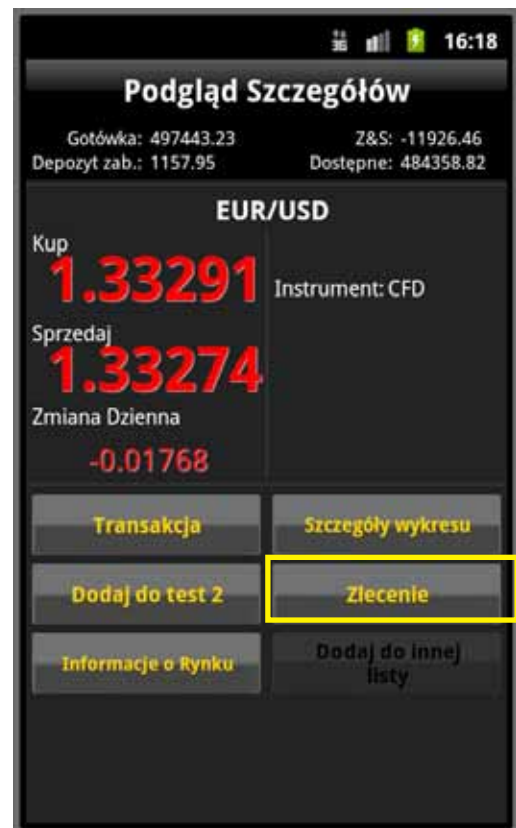 3G 16:18
Podgląd Szczegółów
Gotówka: 497443.23 Z&S: -11926.46
Depozyt zab.: 1157.95 Dostępne: 484358.82
EUR/USD
Kup
1.33291
Instrument: CFD
Sprzedaj
1.33274
Zmiana Dzienna
-0.01768
Transakcja Szczegóły wykresu
Dodaj do test 2 Zlecenie
Informacje o Rynku Dodaj do innej
listy